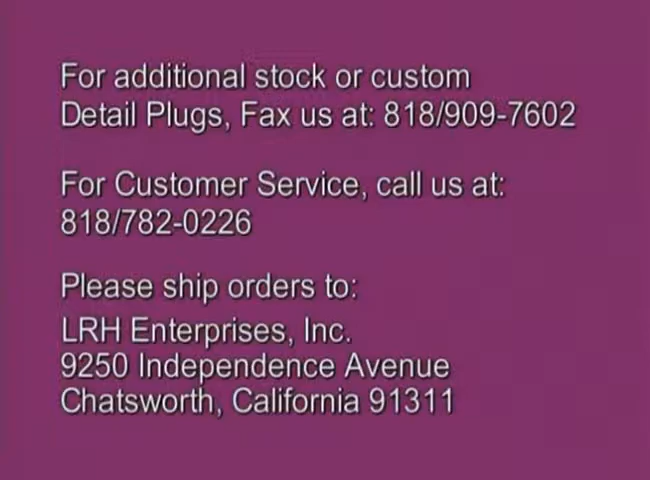 For additional stock or custom
Detail Plugs, Fax us at: 818/909-7602
For Customer Service, call us at:
818/782-0226
Please ship orders to:
LRH Enterprises, Inc.
9250 Independence Avenue
Chatsworth, California 91311